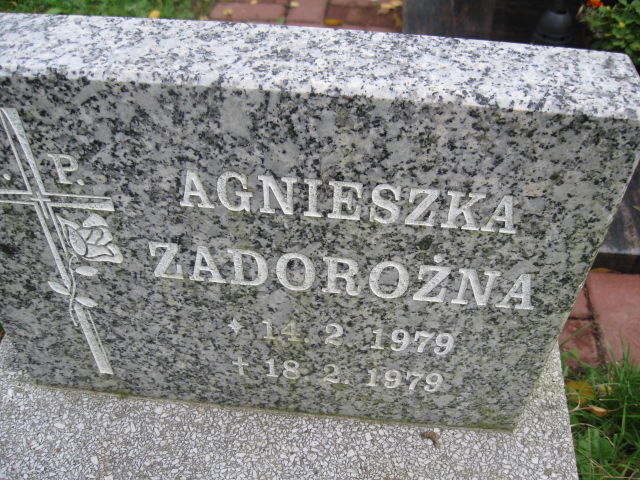 . P.
AGNIESZKA
ZADOROŻNA
* 14. 2. 1979
✝ 18. 2. 1979